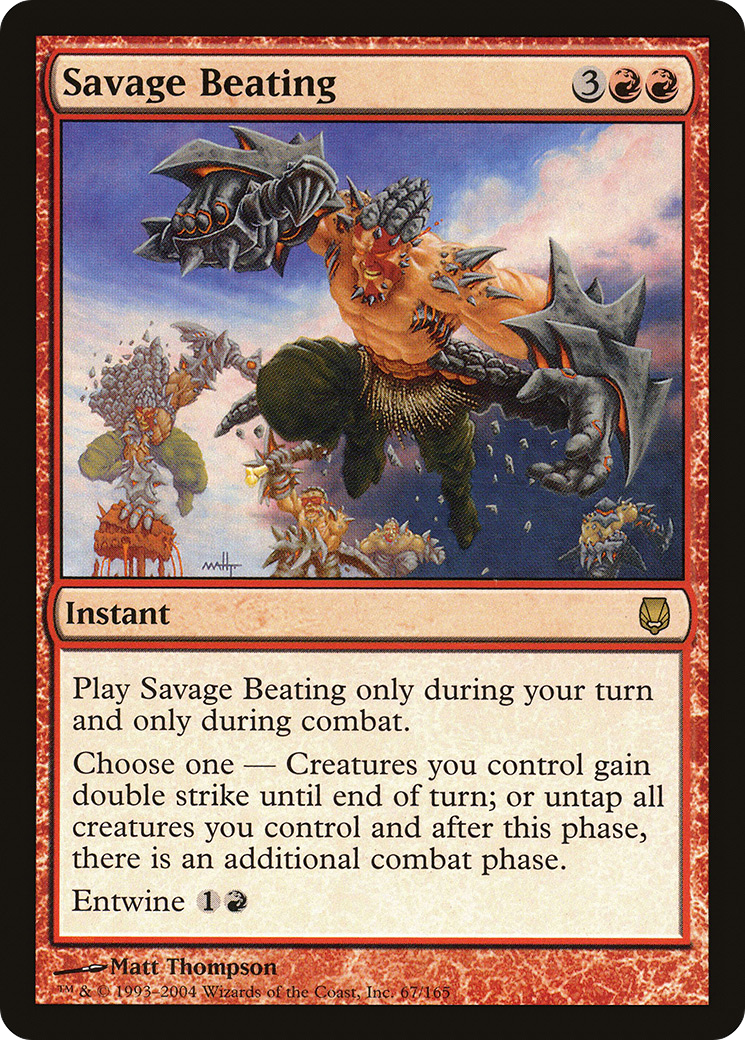 Savage Beating 3
MATT
Instant
Play Savage Beating only during your turn
and only during combat.
Choose one — Creatures you control gain
double strike until end of turn; or untap all
creatures you control and after this phase,
there is an additional combat phase.
Entwine 1
Matt Thompson
™ & © 1993–2004 Wizards of the Coast, Inc. 67/165